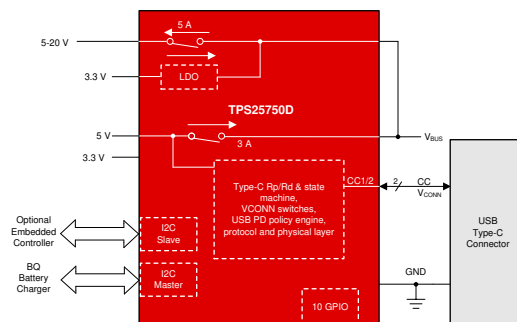 5 A
5-20 V
3.3 V
LDO
TPS25750D
5 V
3 A
VBUS
3.3 V
Type-C Rp/Rd & state
machine,
VCONN switches,
USB PD policy engine,
protocol and physical layer
CC1/2
2
CC
VCONN
USB
Type-C
Connector
Optional
Embedded
Controller
I2C
Slave
BQ
Battery
Charger
I2C
Master
GND
10 GPIO